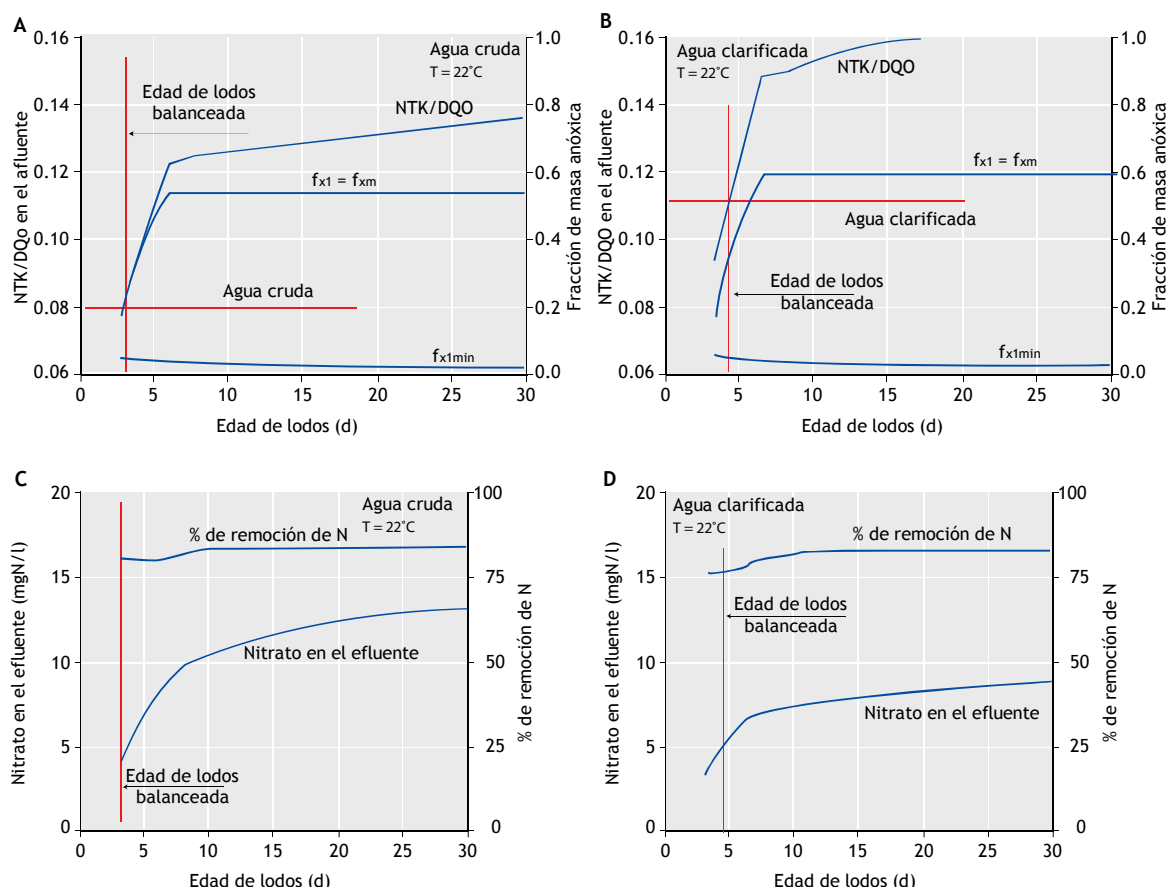 A
NTK/DQO en el afluente
0.16
0.14
0.12
0.10
0.08
0.06
Agua cruda
T = 22°C
Edad de lodos
balanceada
NTK/DQO
fx1 = fxm
Agua cruda
fx1min
1.0
0.8
0.6
0.4
0.2
0.0
Fracción de masa anóxica
0 5 10 15 20 25 30
Edad de lodos (d)
B
NTK/DQO en el afluente
0.16
0.14
0.12
0.10
0.08
0.06
Agua clarificada
T = 22°C
NTK/DQO
fx1 = fxm
Agua clarificada
Edad de lodos
balanceada
fx1min
1.0
0.8
0.6
0.4
0.2
0.0
Fracción de masa anóxica
0 5 10 15 20 25 30
Edad de lodos (d)
C
Nitrato en el efluente (mgN/l)
20
15
10
5
0
Agua cruda
T = 22°C
% de remoción de N
Nitrato en el efluente
Edad de lodos
balanceada
100
75
50
25
0
% de remoción de N
0 5 10 15 20 25 30
Edad de lodos (d)
D
Nitrato en el efluente (mgN/l)
20
15
10
5
0
Agua clarificada
T = 22°C
% de remoción de N
Edad de lodos
balanceada
Nitrato en el efluente
100
75
50
25
0
% de remoción de N
0 5 10 15 20 25 30
Edad de lodos (d)